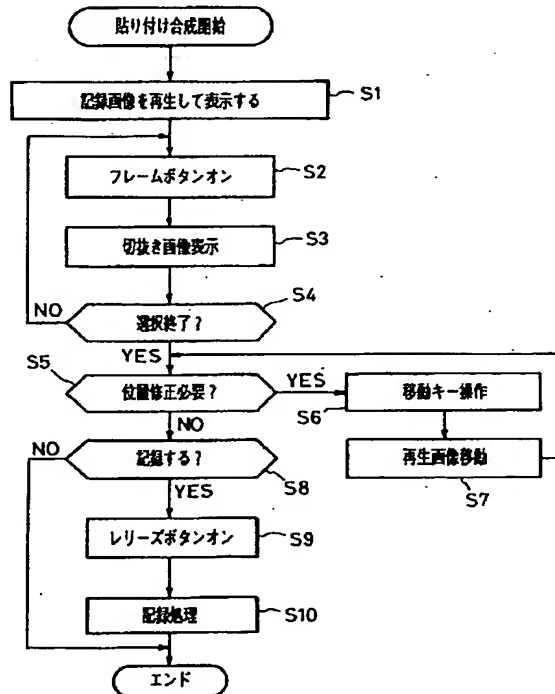 貼り付け合成開始
記録画像を再生して表示する
S1
フレームボタンオン
S2
切抜き画像表示
S3
選択終了?
S4
NO
YES
S5
位置修正必要?
YES
移動キー操作
S6
NO
再生画像移動
S7
記録する?
S8
NO
YES
レリーズボタンオン
S9
記録処理
S10
エンド